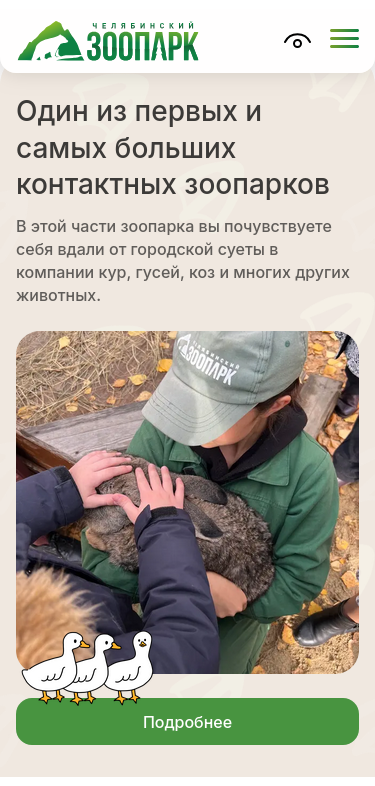 ЧЕЛЯБИНСКИЙ
ЗООПАРК
Один из первых и
самых больших
контактных зоопарков
В этой части зоопарка вы почувствуете
себя вдали от городской суеты в
компании кур, гусей, коз и многих других
животных.
ЧЕЛЯБИНСКИЙ
ЗООПАРК
Подробнее